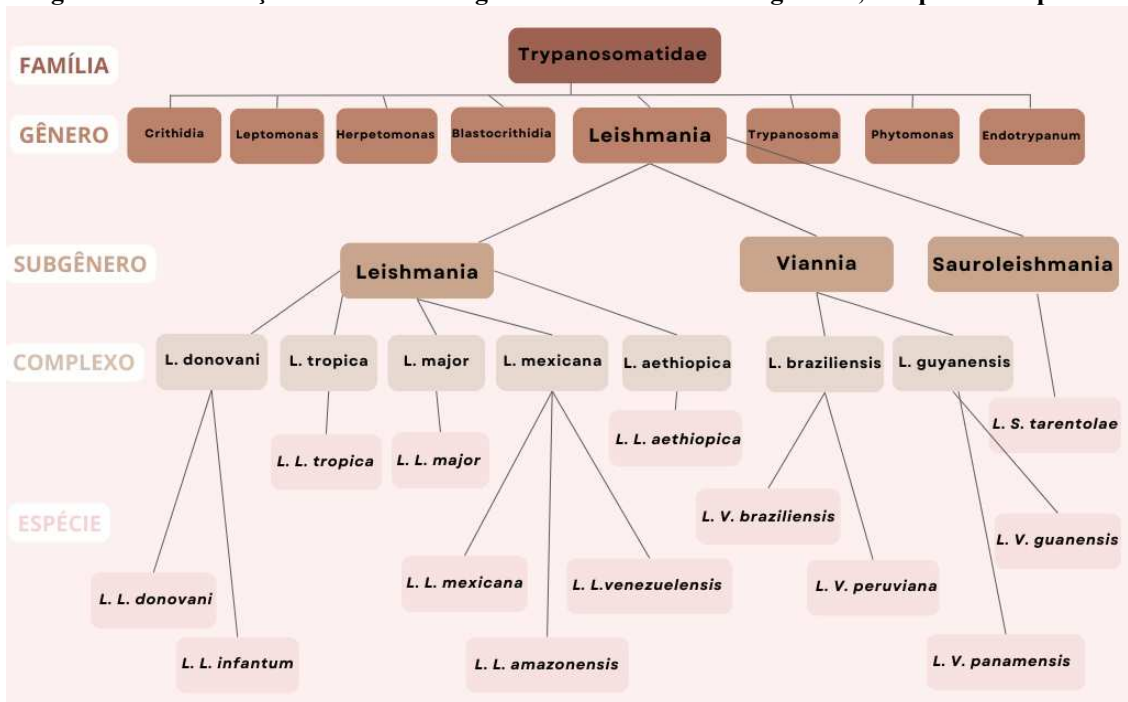 FAMÍLIA
Trypanosomatidae
GÊNERO
Crithidia
Leptomonas
Herpetomonas
Blastocrithidia
Leishmania
Trypanosoma
Phytomonas
Endotrypanum
SUBGÊNERO
Leishmania
Viannia
Sauroleishmania
COMPLEXO
L. donovani
L. tropica
L. major
L. mexicana
L. aethiopica
L. braziliensis
L. guyanensis
ESPÉCIE
L. L. tropica
L. L. major
L. L. aethiopica
L. S. tarentolae
L. V. braziliensis
L. V. guanensis
L. L. donovani
L. L. mexicana
L. L.venezuelensis
L. V. peruviana
L. L. infantum
L. L. amazonensis
L. V. panamensis